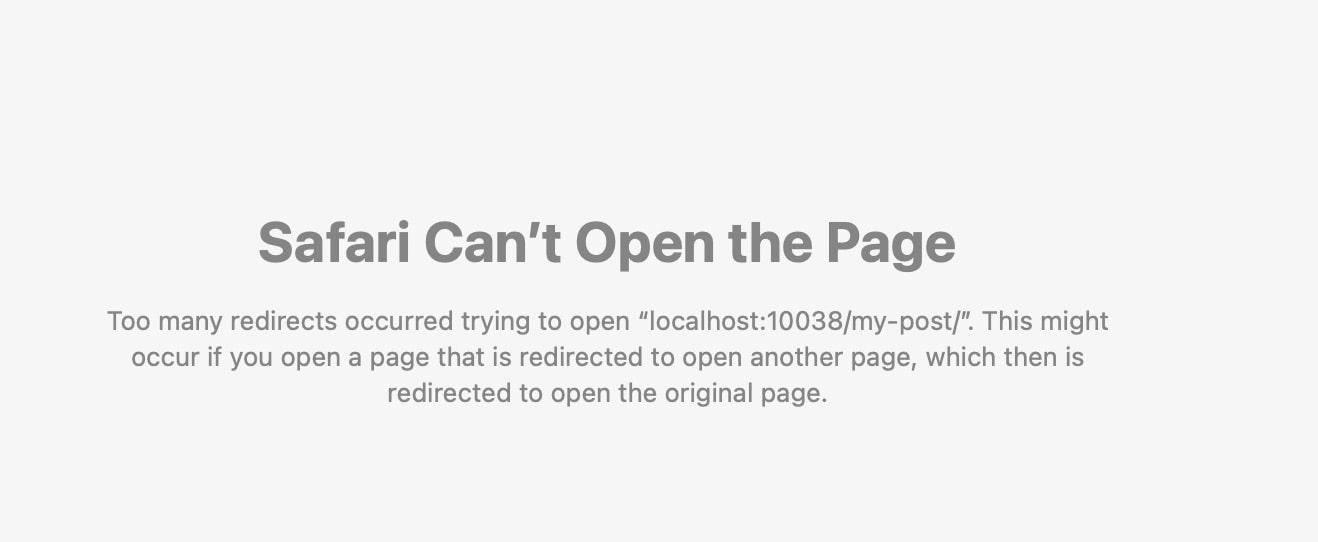 Safari Can’t Open the Page
Too many redirects occurred trying to open “localhost:10038/my-post/”. This might
occur if you open a page that is redirected to open another page, which then is
redirected to open the original page.